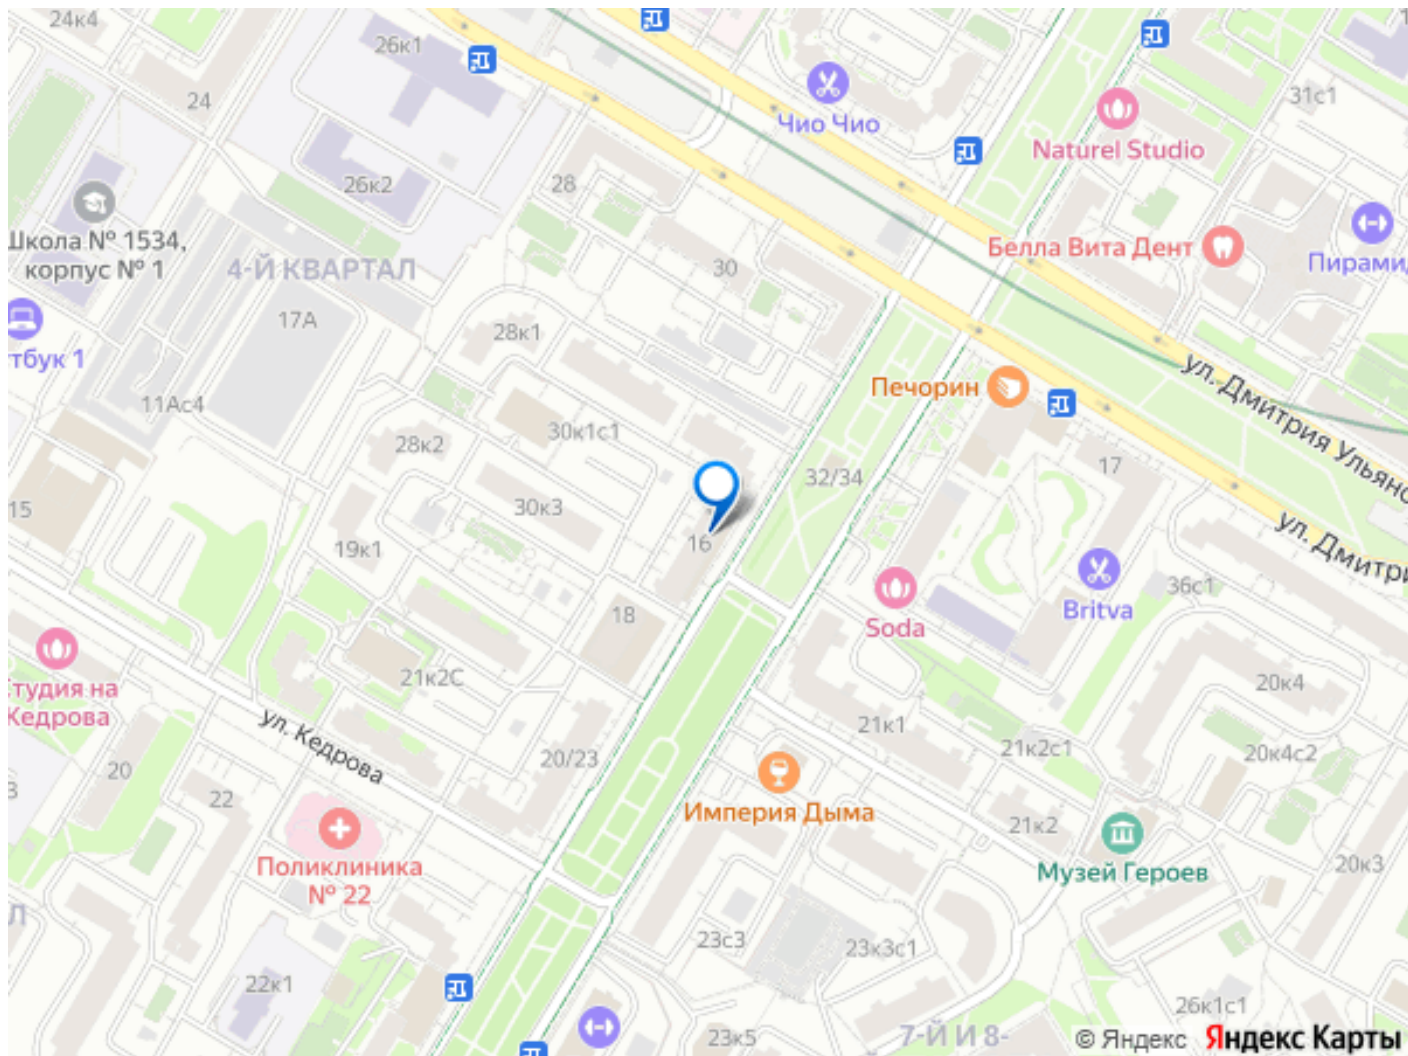 24к4
26к1
24
Чио Чио
31с1
Naturel Studio
26к2
28
Школа № 1534,
корпус № 1
4-Й КВАРТАЛ
30
Белла Вита Дент
Пирамид
17А
28к1
тбук 1
ул. Дмитрия Ульянс
Печорин
11Ас4
30к1с1
28к2
32/34
17
15
30к3
16
19к1
ул. Дмитри
Britva
36с1
18
Soda
Студия на
Кедрова
21к2С
20к4
ул. Кедрова
21к1
21к2с1
20к4с2
20/23
20
22
Империя Дыма
21к2
Музей Героев
20к3
Поликлиника
№ 22
23с3
23к3с1
22к1
26к1с1
23к5
7-Й И 8-
© Яндекс Яндекс Карты